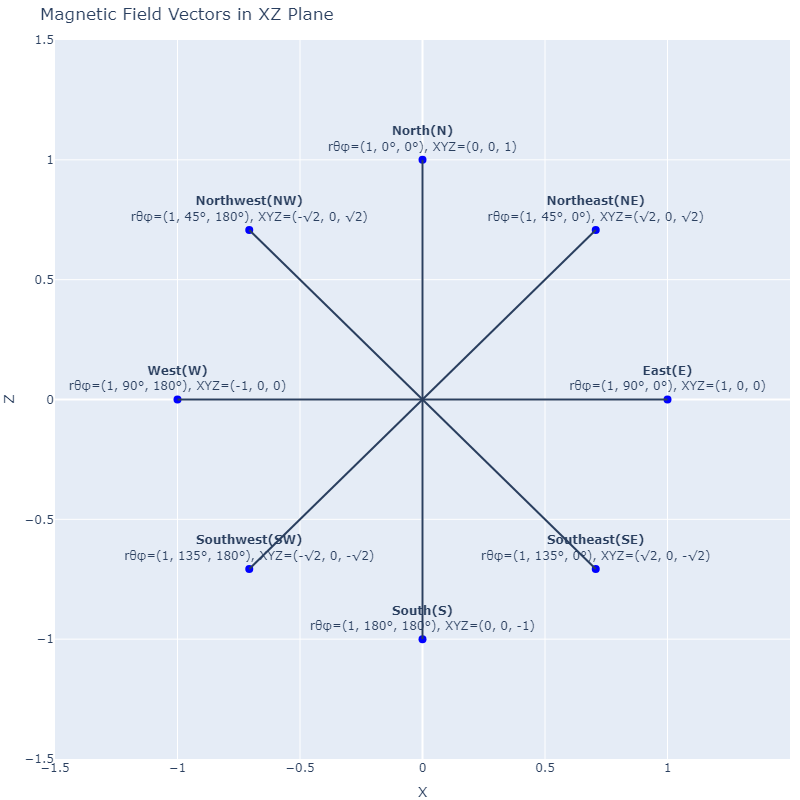 Magnetic Field Vectors in XZ Plane
1.5
North(N)
rθφ=(1, 0°, 0°), XYZ=(0, 0, 1)
1
Northwest(NW)
rθφ=(1, 45°, 180°), XYZ=(-√2, 0, √2)
Northeast(NE)
rθφ=(1, 45°, 0°), XYZ=(√2, 0, √2)
0.5
West(W)
rθφ=(1, 90°, 180°), XYZ=(-1, 0, 0)
East(E)
rθφ=(1, 90°, 0°), XYZ=(1, 0, 0)
Z
0
−0.5
Southwest(SW)
rθφ=(1, 135°, 180°), XYZ=(-√2, 0, -√2)
Southeast(SE)
rθφ=(1, 135°, 0°), XYZ=(√2, 0, -√2)
South(S)
rθφ=(1, 180°, 180°), XYZ=(0, 0, -1)
−1
−1.5
−1.5 −1 −0.5 0 0.5 1
X